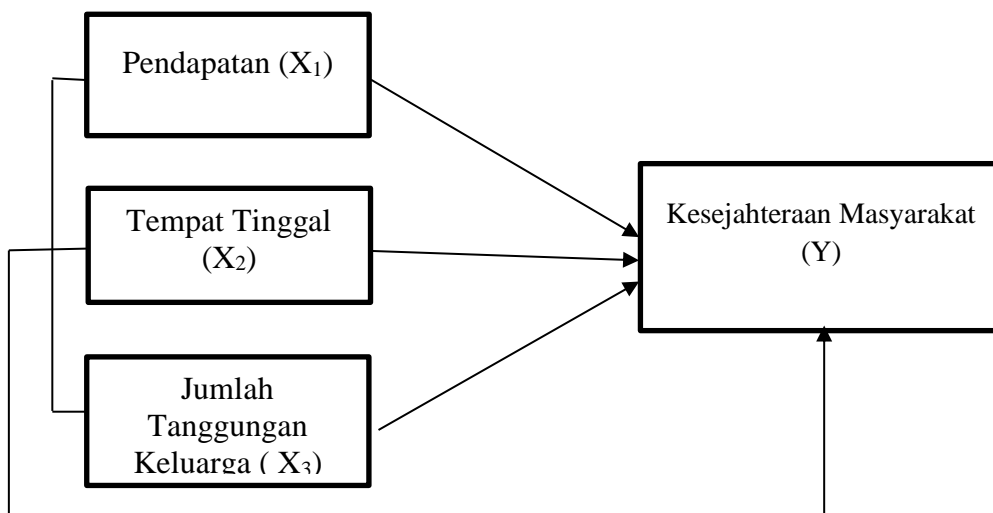 Pendapatan (X₁)
Tempat Tinggal
(X₂)
Jumlah
Tanggungan
Keluarga ( X₃)
Kesejahteraan Masyarakat
(Y)